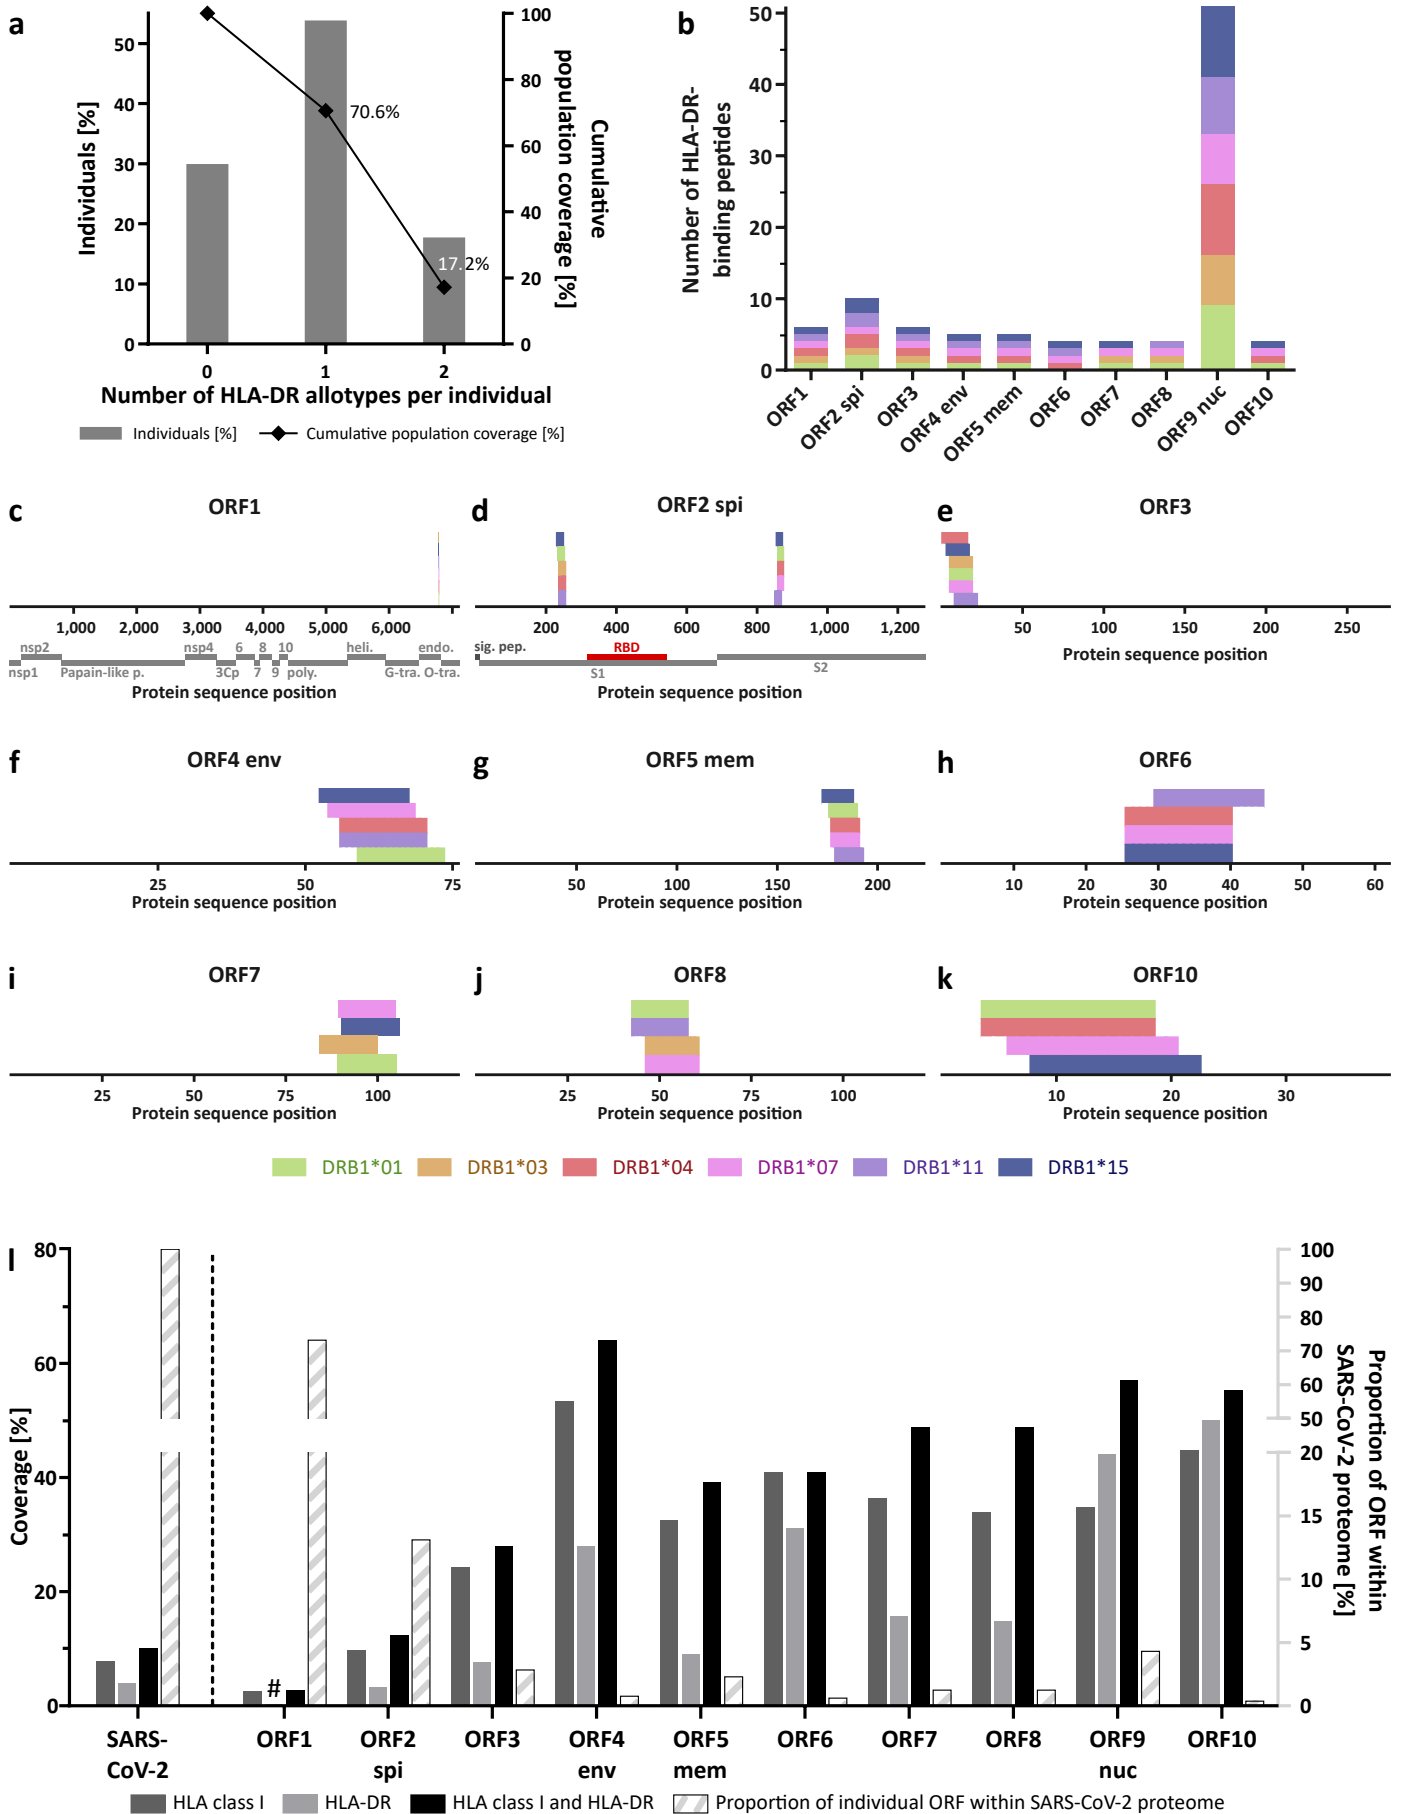 a
50
40
30
20
10
0
Individuals [%]
100
80
60
40
20
0
Cumulative
population coverage [%]
70.6%
17.2%
0 1 2
Number of HLA-DR allotypes per individual
Individuals [%] Cumulative population coverage [%]
b
50
40
30
20
10
0
Number of HLA-DR-
binding peptides
ORF1 ORF2 spi ORF3 ORF4 env ORF5 mem ORF6 ORF7 ORF8 ORF9 nuc ORF10
c
ORF1
1,000 2,000 3,000 4,000 5,000 6,000
nsp2 nsp4 6 8 10 heli. endo.
nsp1 Papain-like p. 3Cp 7 9 poly. G-tra. O-tra.
Protein sequence position
d
ORF2 spi
200 400 600 800 1,000 1,200
sig. pep. RBD
S1 S2
Protein sequence position
e
ORF3
50 100 150 200 250
Protein sequence position
f
ORF4 env
25 50 75
Protein sequence position
g
ORF5 mem
50 100 150 200
Protein sequence position
h
ORF6
10 20 30 40 50 60
Protein sequence position
i
ORF7
25 50 75 100
Protein sequence position
j
ORF8
25 50 75 100
Protein sequence position
k
ORF10
10 20 30
Protein sequence position
DRB1*01 DRB1*03 DRB1*04 DRB1*07 DRB1*11 DRB1*15
l
80
60
40
20
0
Coverage [%]
#
100
90
80
70
60
50
20
15
10
5
0
Proportion of ORF within
SARS-CoV-2 proteome [%]
SARS- ORF1 ORF2 ORF3 ORF4 ORF5 ORF6 ORF7 ORF8 ORF9 ORF10
CoV-2 spi env mem nuc
HLA class I HLA-DR HLA class I and HLA-DR Proportion of individual ORF within SARS-CoV-2 proteome